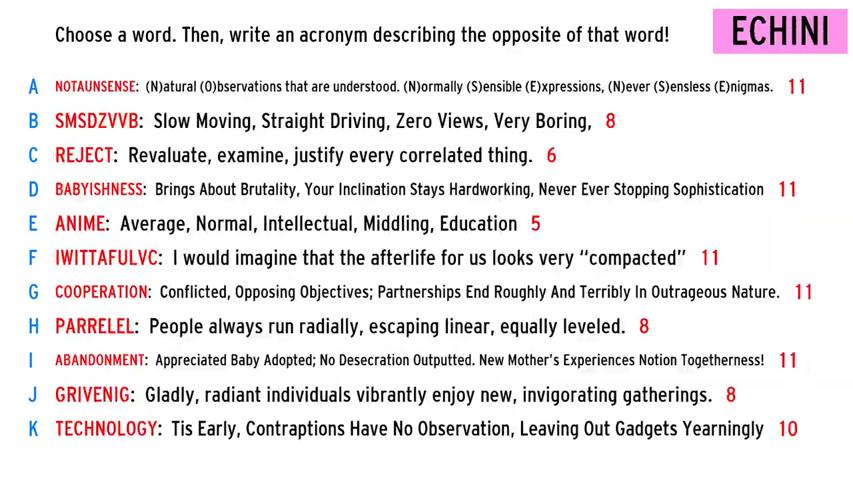 Choose a word. Then, write an acronym describing the opposite of that word!
ECHINI
A NOTAUNSENSE: (N)atural (O)bservations that are understood. (N)ormally (S)ensible (E)xpressions, (N)ever (S)ensless (E)nigmas. 11
B SMSDZVVB: Slow Moving, Straight Driving, Zero Views, Very Boring, 8
C REJECT: Revaluate, examine, justify every correlated thing. 6
D BABYISHNESS: Brings About Brutality, Your Inclination Stays Hardworking, Never Ever Stopping Sophistication 11
E ANIME: Average, Normal, Intellectual, Middling, Education 5
F IWITTAFULVC: I would imagine that the afterlife for us looks very “compacted” 11
G COOPERATION: Conflicted, Opposing Objectives; Partnerships End Roughly And Terribly In Outrageous Nature. 11
H PARRELEL: People always run radially, escaping linear, equally leveled. 8
I ABANDONMENT: Appreciated Baby Adopted; No Desecration Outputted. New Mother's Experiences Notion Togetherness! 11
J GRIVENIG: Gladly, radiant individuals vibrantly enjoy new, invigorating gatherings. 8
K TECHNOLOGY: Tis Early, Contraptions Have No Observation, Leaving Out Gadgets Yearningly 10